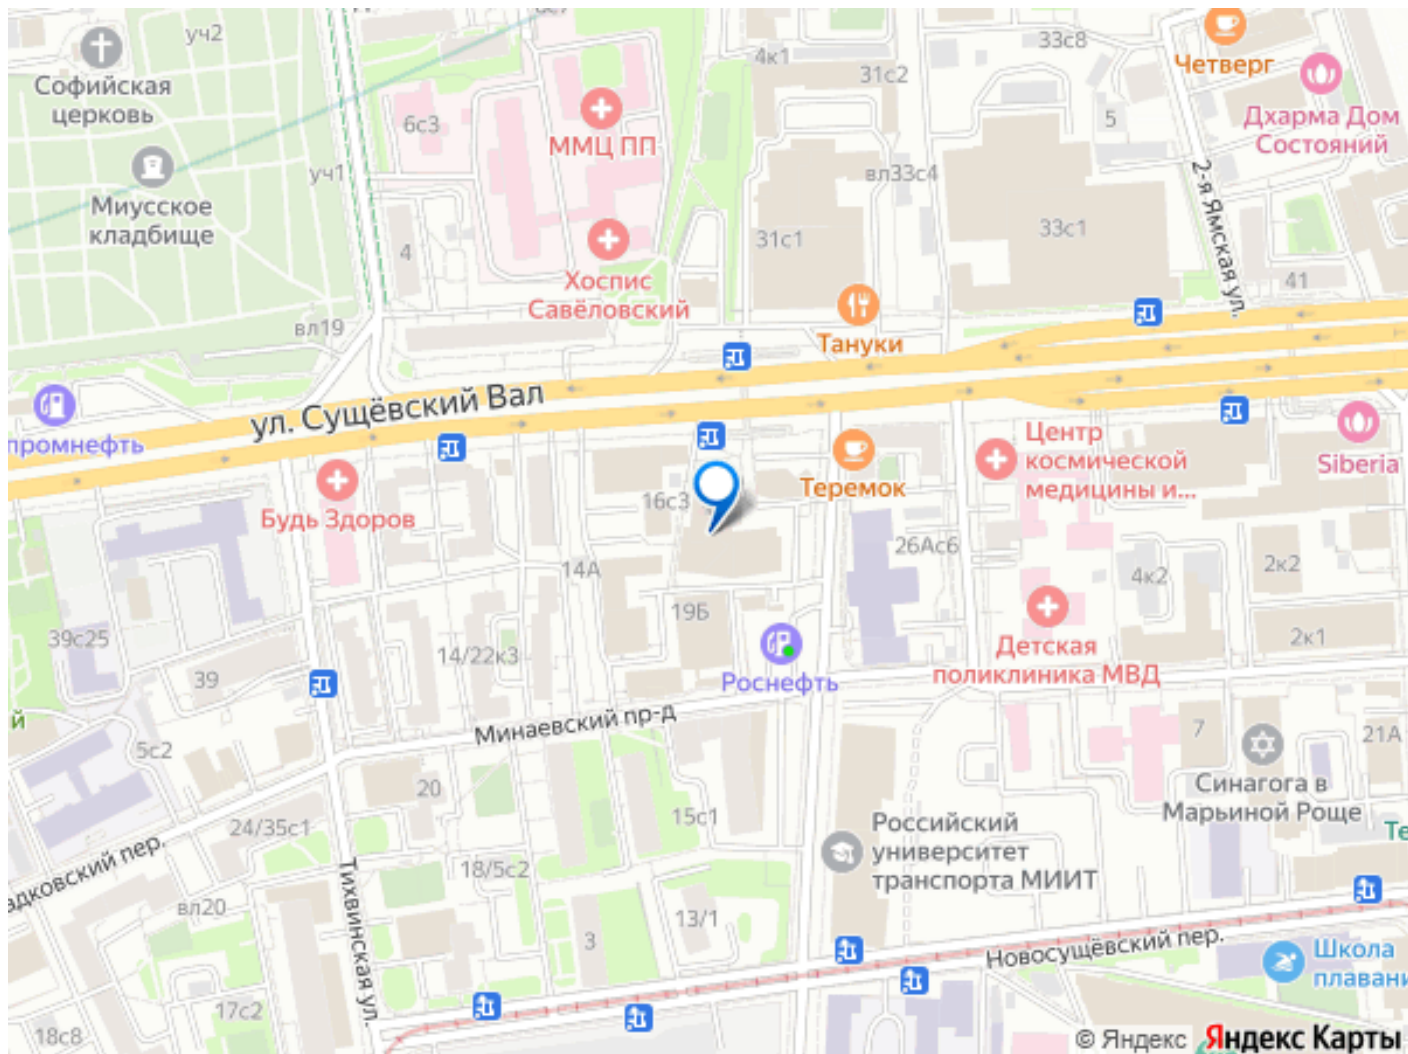 уч2
4к1
33с8
31с2
Четверг
Софийская
церковь
6с3
ММЦ ПП
5
Дхарма Дом
Состояний
уч1
вл33с4
2-я Ямская ул.
Миусское
кладбище
4
31с1
33с1
Хоспис
Савёловский
41
вл19
Тануки
ул. Сущёвский Вал
промнефть
Центр
космической
медицины и...
Siberia
Теремок
16с3
Будь Здоров
26Ас6
14А
4к2
2к2
19Б
39с25
2к1
14/22к3
Детская
поликлиника МВД
39
Роснефть
й
Минаевский пр-д
5с2
7
21А
20
Синагога в
Марьиной Роще
24/35с1
15с1
Российский
университет
транспорта МИИТ
Те
адковский пер.
18/5с2
Тихвинская ул.
вл20
13/1
3
Новосущёвский пер.
Школа
плавани
17с2
18с8
© Яндекс Яндекс Карты